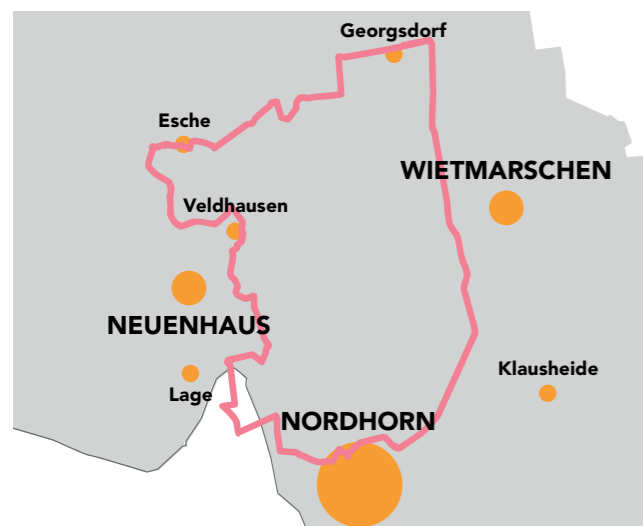 Georgsdorf
Esche
WIETMARSCHEN
Veldhausen
NEUENHAUS
Klausheide
Lage
NORDHORN